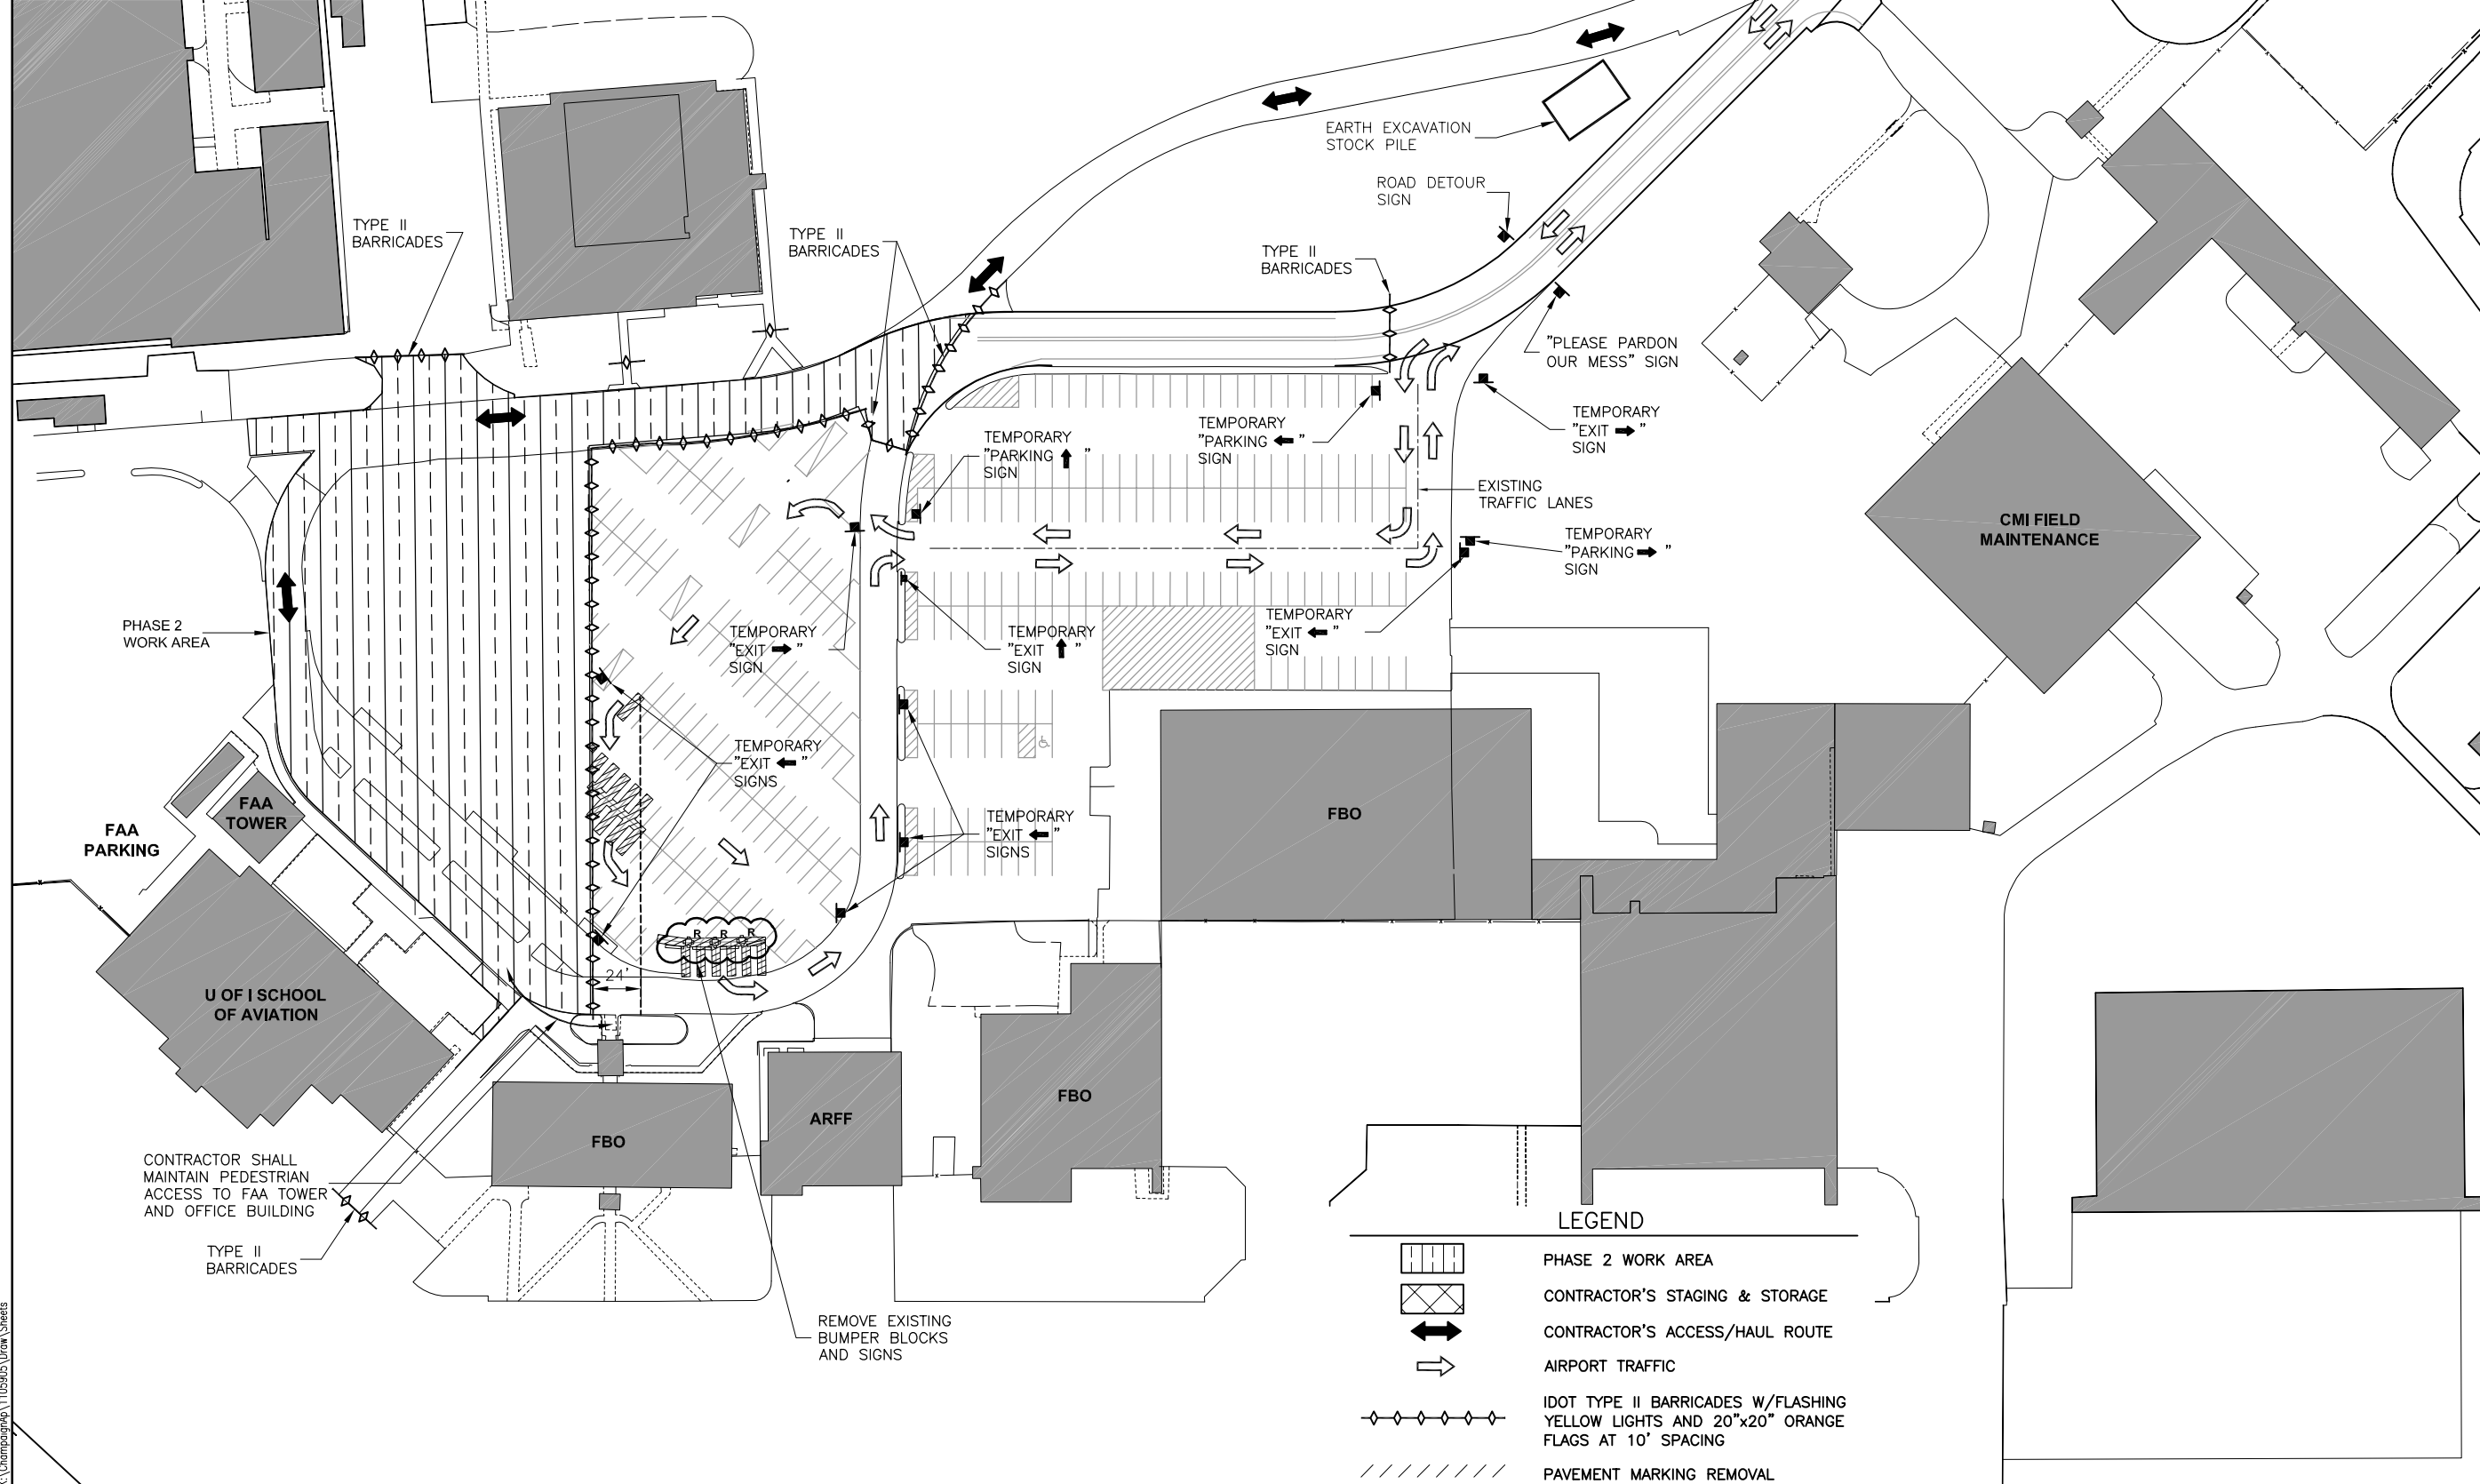 EARTH EXCAVATION
STOCK PILE
ROAD DETOUR
SIGN
TYPE II
BARRICADES
TYPE II
BARRICADES
TYPE II
BARRICADES
"PLEASE PARDON
OUR MESS" SIGN
TEMPORARY
"PARKING ⬆ "
SIGN
TEMPORARY
"PARKING ⬅ "
SIGN
TEMPORARY
"EXIT ➡ "
SIGN
EXISTING
TRAFFIC LANES
CMI FIELD
MAINTENANCE
TEMPORARY
"PARKING ➡ "
SIGN
PHASE 2
WORK AREA
TEMPORARY
"EXIT ➡ "
SIGN
TEMPORARY
"EXIT ⬆ "
SIGN
TEMPORARY
"EXIT ⬅ "
SIGN
TEMPORARY
"EXIT ⬅ "
SIGNS
FAA
TOWER
FAA
PARKING
TEMPORARY
"EXIT ⬅ "
SIGNS
FBO
R R R
24'
U OF I SCHOOL
OF AVIATION
FBO
ARFF
FBO
CONTRACTOR SHALL
MAINTAIN PEDESTRIAN
ACCESS TO FAA TOWER
AND OFFICE BUILDING
TYPE II
BARRICADES
REMOVE EXISTING
BUMPER BLOCKS
AND SIGNS
LEGEND
PHASE 2 WORK AREA
CONTRACTOR'S STAGING & STORAGE
CONTRACTOR'S ACCESS/HAUL ROUTE
AIRPORT TRAFFIC
IDOT TYPE II BARRICADES W/FLASHING
YELLOW LIGHTS AND 20"x20" ORANGE
FLAGS AT 10' SPACING
PAVEMENT MARKING REMOVAL
K:\ChampaignAp\1105905\Draw\Sheets